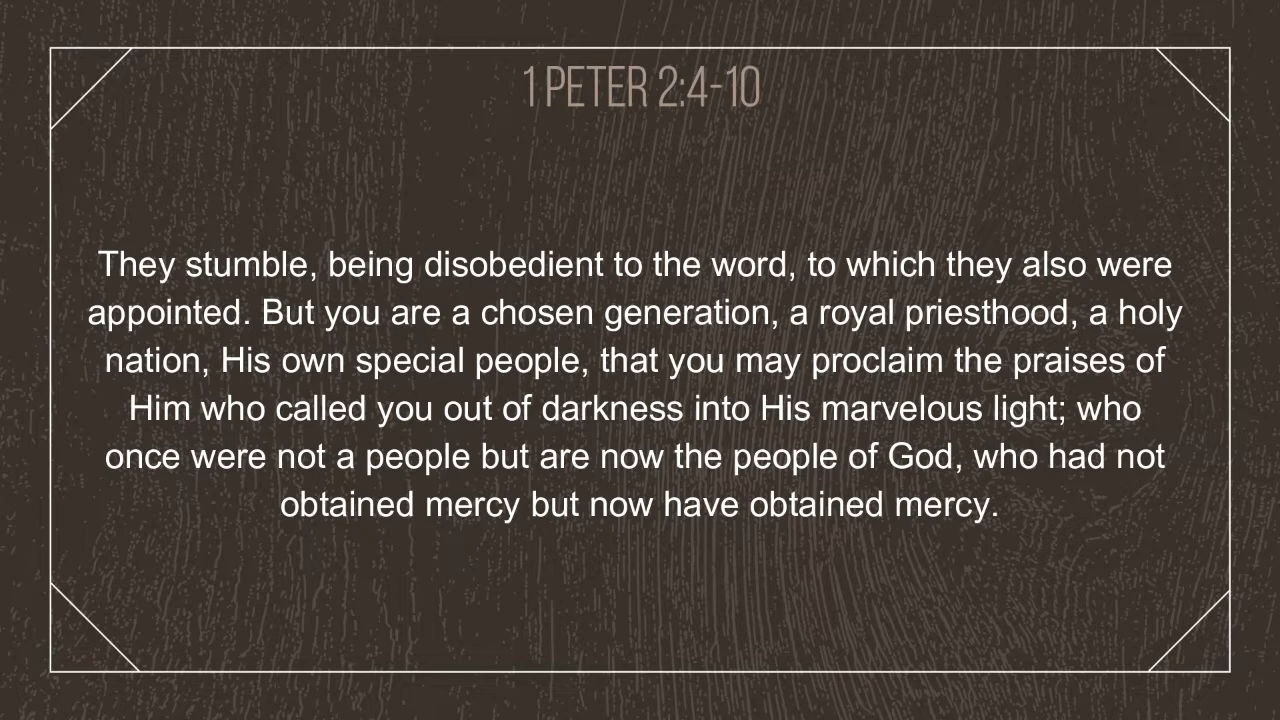 1 PETER 2:4-10
They stumble, being disobedient to the word, to which they also were
appointed. But you are a chosen generation, a royal priesthood, a holy
nation, His own special people, that you may proclaim the praises of
Him who called you out of darkness into His marvelous light; who
once were not a people but are now the people of God, who had not
obtained mercy but now have obtained mercy.